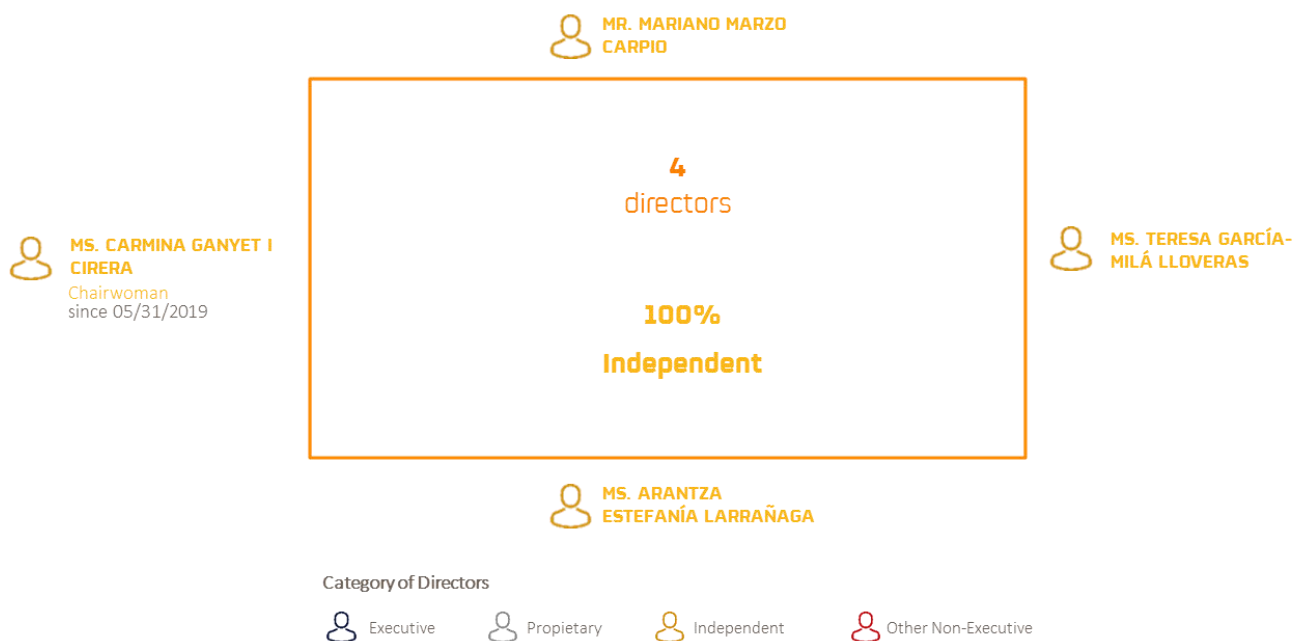 MR. MARIANO MARZO
CARPIO
4
directors
MS. CARMINA GANYET I
CIRERA
Chairwoman
since 05/31/2019
MS. TERESA GARCÍA-
MILÁ LLOVERAS
100%
Independent
MS. ARANTZA
ESTEFANÍA LARRAÑAGA
Category of Directors
Executive
Propietary
Independent
Other Non-Executive